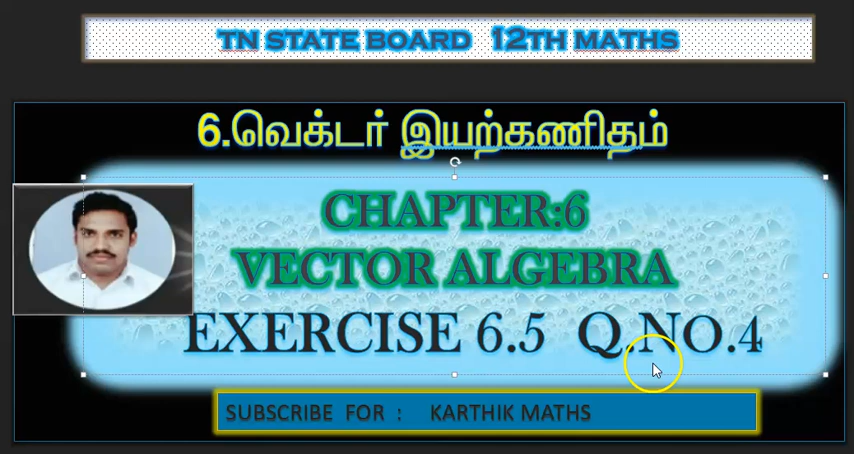 TN STATE BOARD 12TH MATHS
6.வெக்டர் இயற்கணிதம்
CHAPTER:6
VECTOR ALGEBRA
EXERCISE 6.5 Q.NO.4
SUBSCRIBE FOR : KARTHIK MATHS